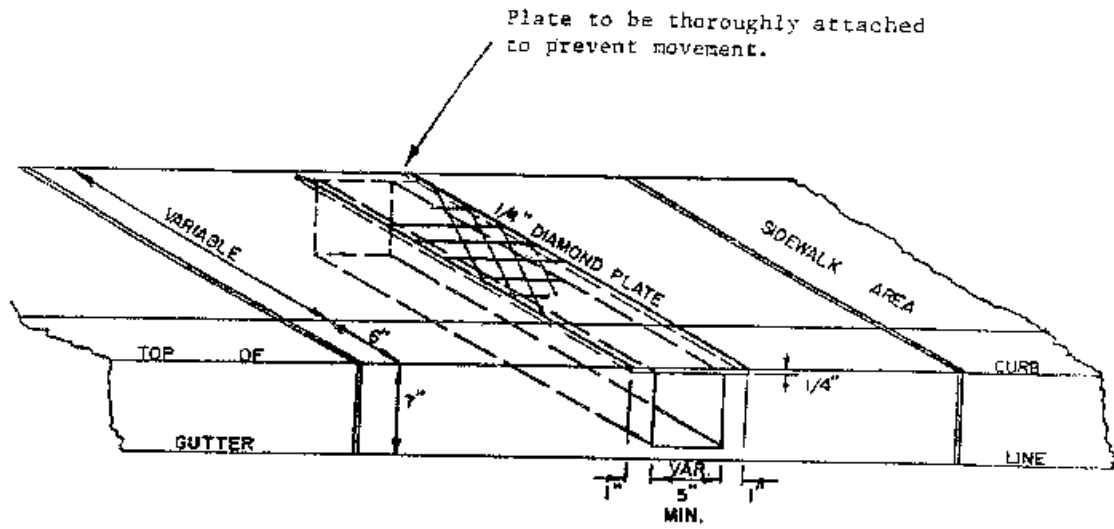 Plate to be thoroughly attached
to prevent movement.
1/4" DIAMOND PLATE
SIDEWALK AREA
VARIABLE
6"
TOP OF CURB
1/4"
7"
GUTTER LINE
VAR.
1" 5" 1"
MIN.